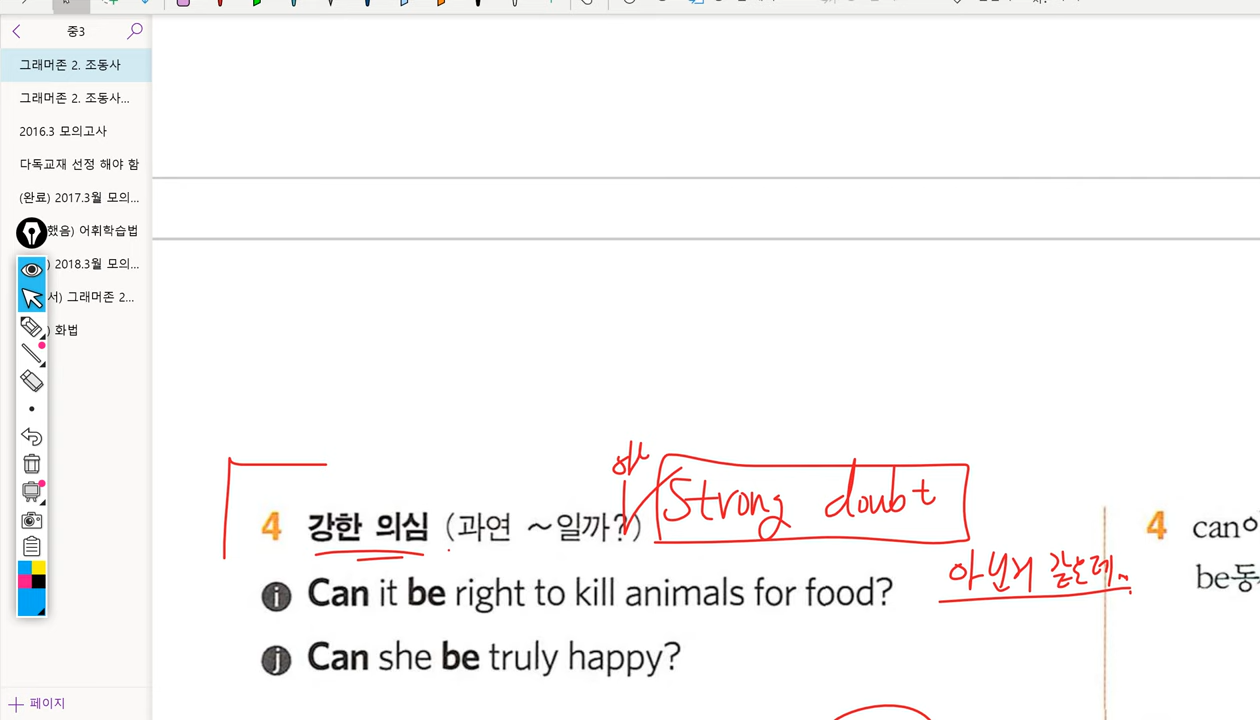 중3
그래머존 2. 조동사
그래머존 2. 조동사...
2016.3 모의고사
다독교재 선정 해야 함
(완료) 2017.3월 모의...
했음) 어휘학습법
) 2018.3월 모의...
서) 그래머존 2...
) 화법
페이지
Strong doubt
4 강한 의심 (과연 ~일까?)
아닌거 같은데..
i Can it be right to kill animals for food?
j Can she be truly happy?
4 can이
be동